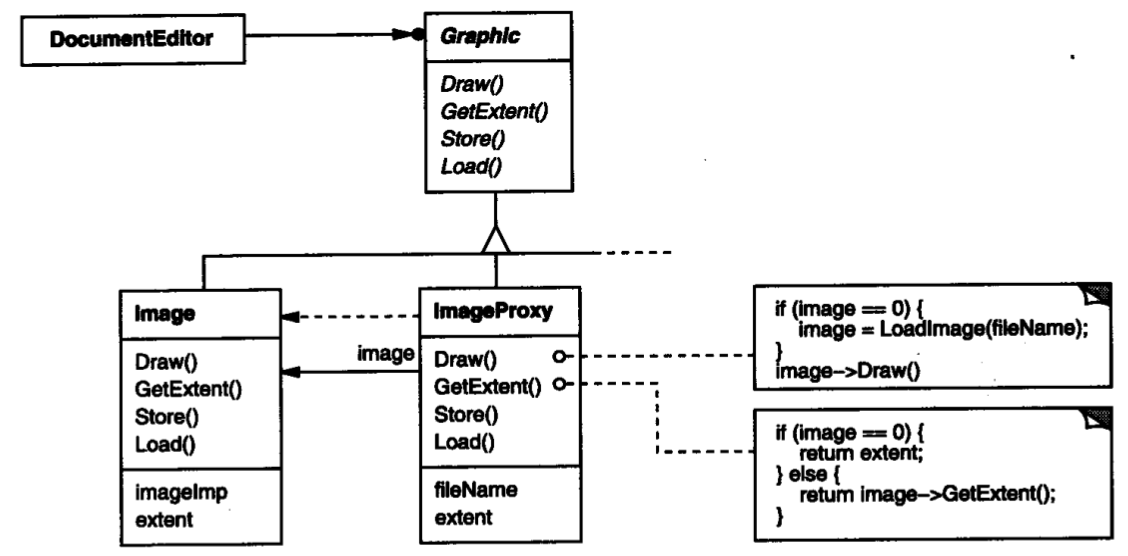 DocumentEditor
Graphic
Draw()
GetExtent()
Store()
Load()
Image
Draw()
GetExtent()
Store()
Load()
imageImp
extent
image
ImageProxy
Draw()
GetExtent()
Store()
Load()
fileName
extent
if (image == 0) {
image = LoadImage(fileName);
}
image->Draw()
if (image == 0) {
return extent;
} else {
return image->GetExtent();
}